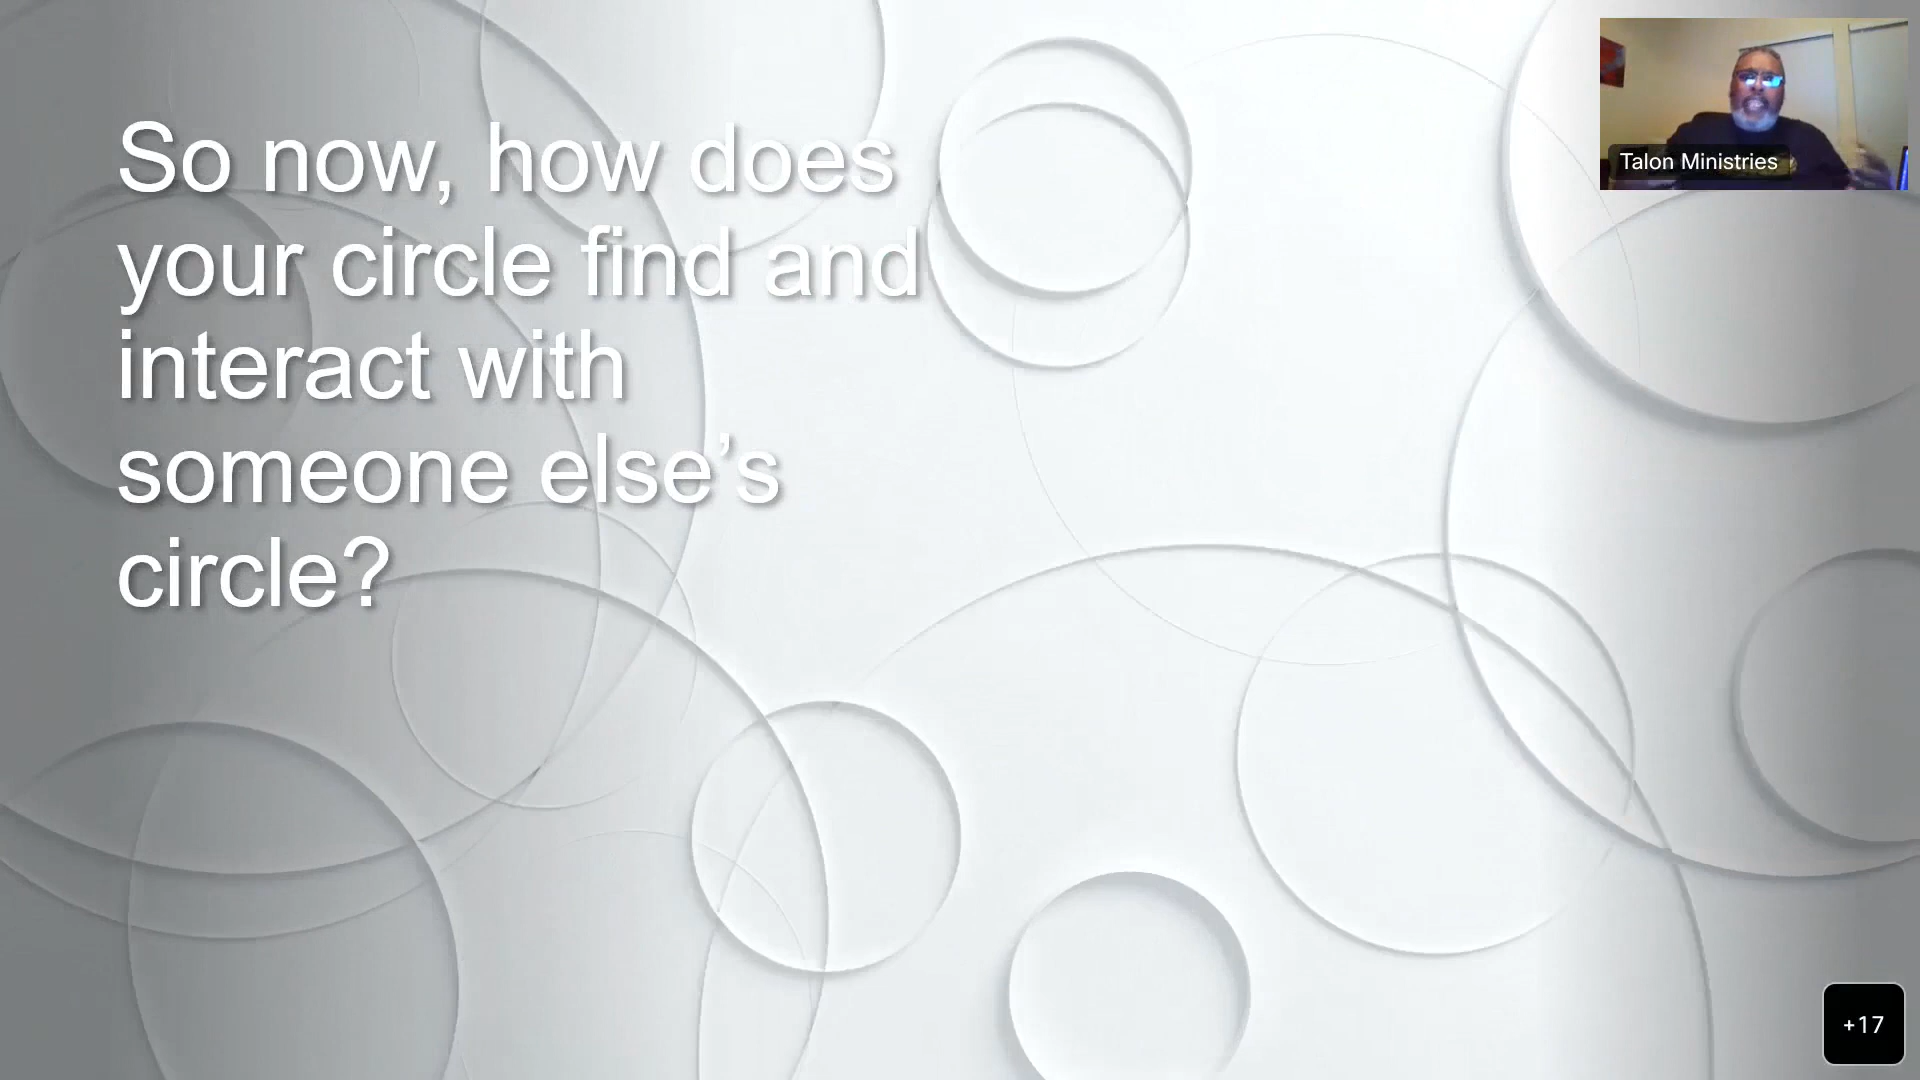 So now, how does
your circle find and
interact with
someone else’s
circle?
Talon Ministries
+17